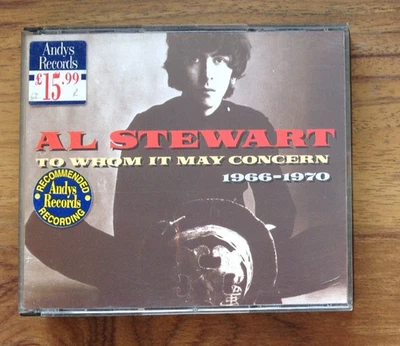 Andys
Records
£15.99
AL STEWART
TO WHOM IT MAY CONCERN
1966-1970
RECOMMENDED
Andys
Records
RECORDING